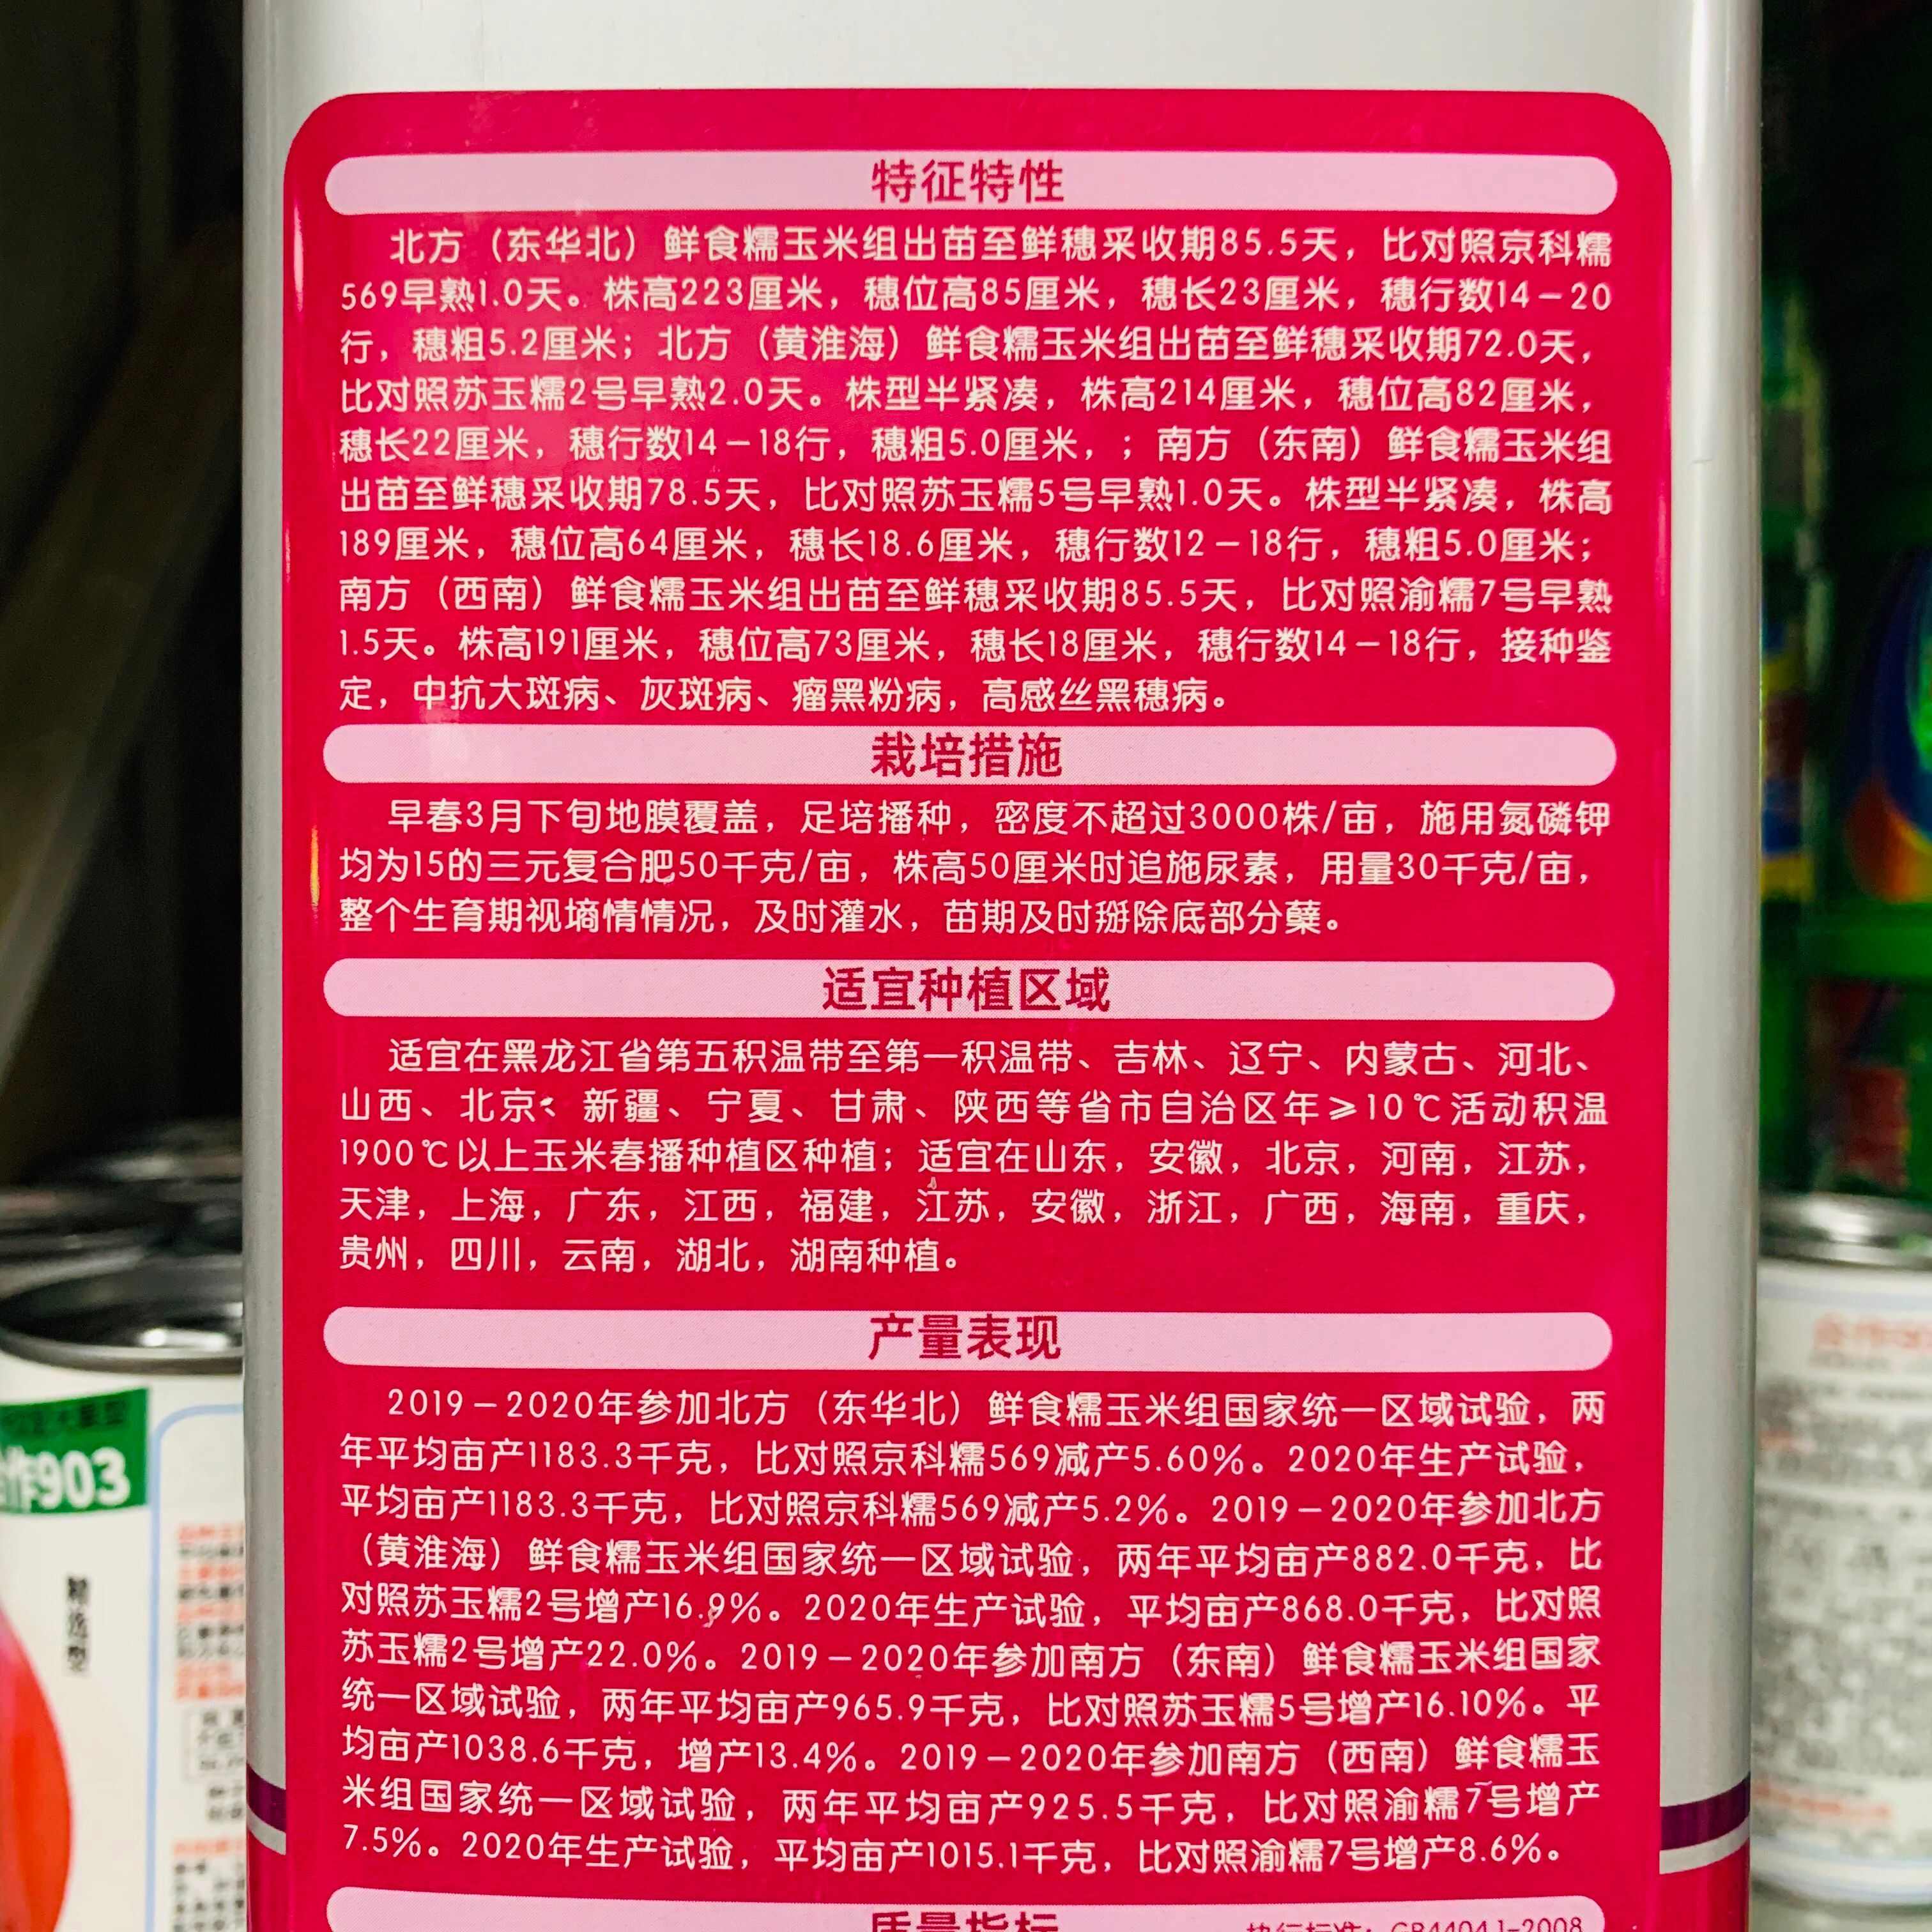 特征特性
北方（东华北）鲜食糯玉米组出苗至鲜穗采收期85.5天，比对照京科糯
569早熟1.0天。株高223厘米，穗位高85厘米，穗长23厘米，穗行数14－20
行，穗粗5.2厘米；北方（黄淮海）鲜食糯玉米组出苗至鲜穗采收期72.0天，
比对照苏玉糯2号早熟2.0天。株型半紧凑，株高214厘米，穗位高82厘米，
穗长22厘米，穗行数14－18行，穗粗5.0厘米，；南方（东南）鲜食糯玉米组
出苗至鲜穗采收期78.5天，比对照苏玉糯5号早熟1.0天。株型半紧凑，株高
189厘米，穗位高64厘米，穗长18.6厘米，穗行数12－18行，穗粗5.0厘米；
南方（西南）鲜食糯玉米组出苗至鲜穗采收期85.5天，比对照渝糯7号早熟
1.5天。株高191厘米，穗位高73厘米，穗长18厘米，穗行数14－18行，接种鉴
定，中抗大斑病、灰斑病、瘤黑粉病，高感丝黑穗病。
栽培措施
早春3月下旬地膜覆盖，足培播种，密度不超过3000株/亩，施用氮磷钾
均为15的三元复合肥50千克/亩，株高50厘米时追施尿素，用量30千克/亩，
整个生育期视墒情情况，及时灌水，苗期及时掰除底部分蘖。
适宜种植区域
适宜在黑龙江省第五积温带至第一积温带、吉林、辽宁、内蒙古、河北、
山西、北京、新疆、宁夏、甘肃、陕西等省市自治区年≥10℃活动积温
1900℃以上玉米春播种植区种植；适宜在山东，安徽，北京，河南，江苏，
天津，上海，广东，江西，福建，江苏，安徽，浙江，广西，海南，重庆，
贵州，四川，云南，湖北，湖南种植。
产量表现
2019－2020年参加北方（东华北）鲜食糯玉米组国家统一区域试验，两
年平均亩产1183.3千克，比对照京科糯569减产5.60%。2020年生产试验，
平均亩产1183.3千克，比对照京科糯569减产5.2%。2019－2020年参加北方
（黄淮海）鲜食糯玉米组国家统一区域试验，两年平均亩产882.0千克，比
对照苏玉糯2号增产16.9%。2020年生产试验，平均亩产868.0千克，比对照
苏玉糯2号增产22.0%。2019－2020年参加南方（东南）鲜食糯玉米组国家
统一区域试验，两年平均亩产965.9千克，比对照苏玉糯5号增产16.10%。平
均亩产1038.6千克，增产13.4%。2019－2020年参加南方（西南）鲜食糯玉
米组国家统一区域试验，两年平均亩产925.5千克，比对照渝糯7号增产
7.5%。2020年生产试验，平均亩产1015.1千克，比对照渝糯7号增产8.6%。
质量指标 执行标准：GB4404.1-2008
作903
精选型